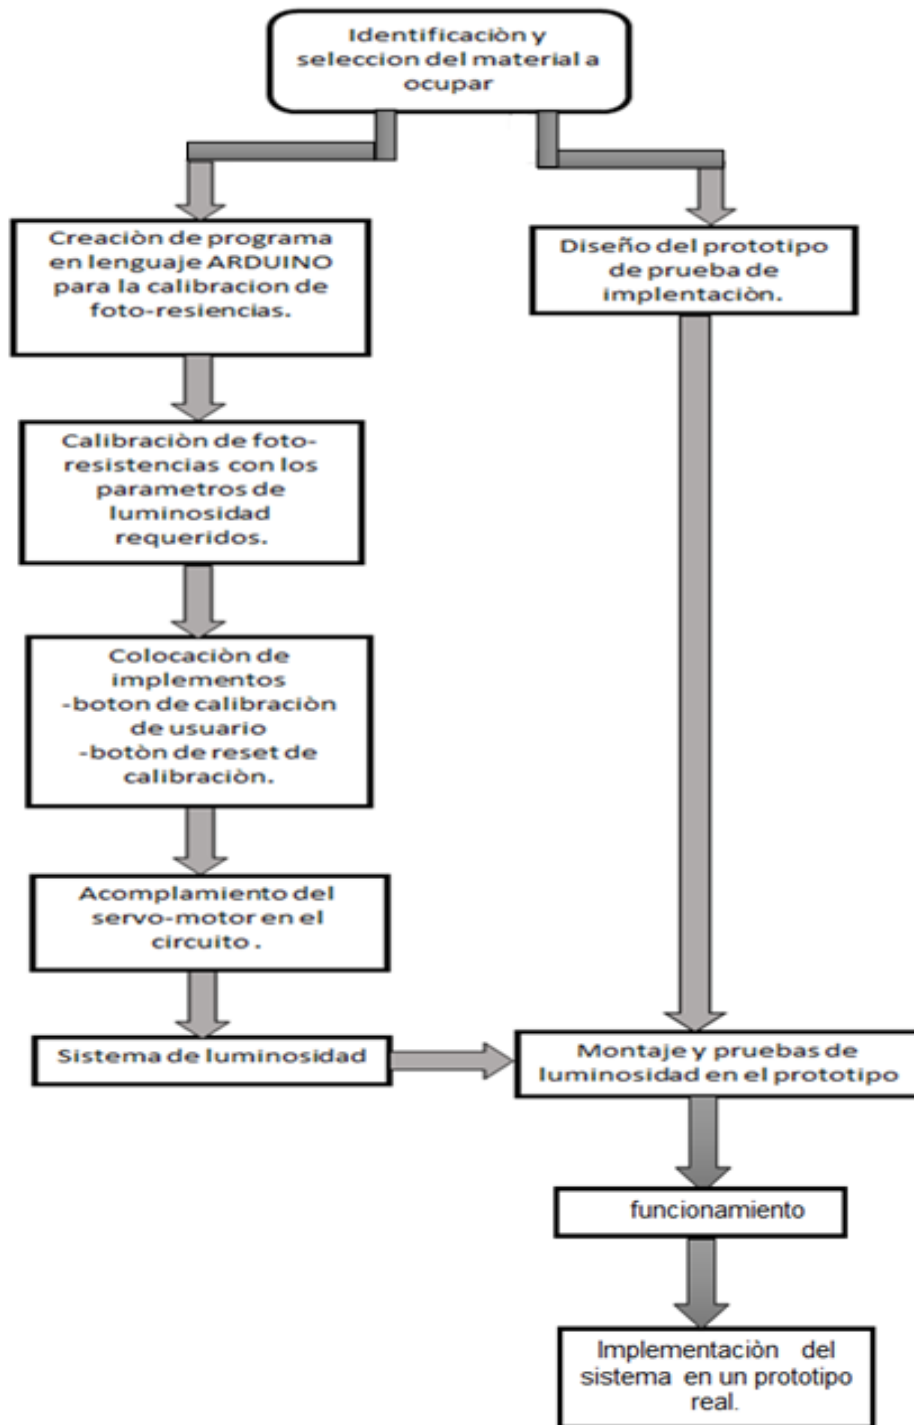 Identificaciòn y
seleccion del material a
ocupar
Creaciòn de programa
en lenguaje ARDUINO
para la calibracion de
foto-resiencias.
Diseño del prototipo
de prueba de
implentaciòn.
Calibraciòn de foto-
resistencias con los
parametros de
luminosidad
requeridos.
Colocaciòn de
implementos
-boton de calibraciòn
de usuario
-botòn de reset de
calibraciòn.
Acomplamiento del
servo-motor en el
circuito .
Sistema de luminosidad
Montaje y pruebas de
luminosidad en el prototipo
funcionamiento
Implementaciòn del
sistema en un prototipo
real.